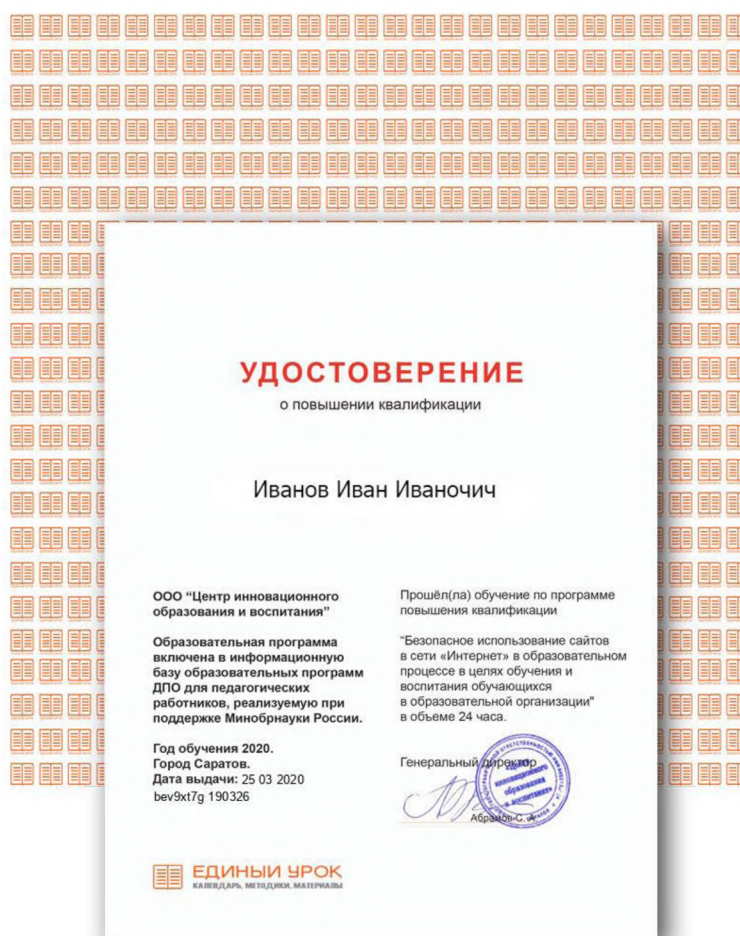 УДОСТОВЕРЕНИЕ
о повышении квалификации
Иванов Иван Иваночич
ООО “Центр инновационного
образования и воспитания”
Образовательная программа
включена в информационную
базу образовательных программ
ДПО для педагогических
работников, реализуемую при
поддержке Минобрнауки России.
Год обучения 2020.
Город Саратов.
Дата выдачи: 25 03 2020
bev9xt7g 190326
Прошёл(ла) обучение по программе
повышения квалификации
“Безопасное использование сайтов
в сети «Интернет» в образовательном
процессе в целях обучения и
воспитания обучающихся
в образовательной организации"
в объеме 24 часа.
Генеральный директор
Абрамов С. А
инновационного
образования
и воспитания»
ЕДИНЫЙ УРОК
КАЛЕНДАРЬ, МЕТОДИКИ, МАТЕРИАЛЫ